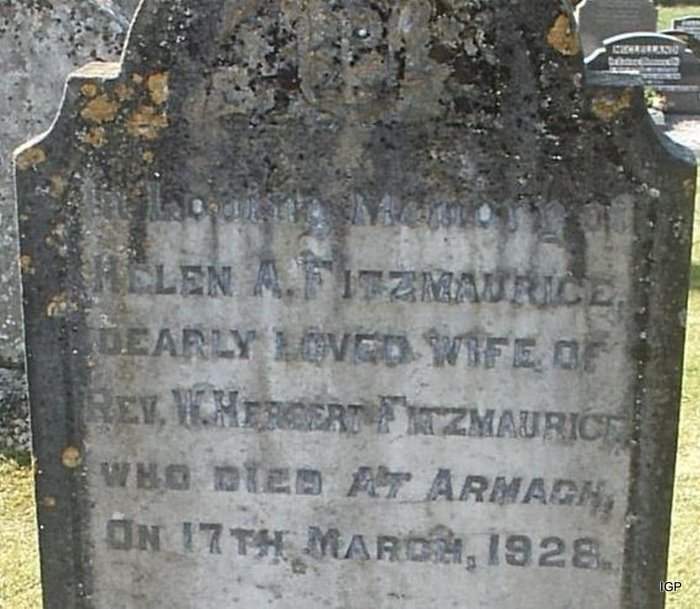 McCLELLAND
In Loving Memory of
HELEN A. FITZMAURICE,
DEARLY LOVED WIFE OF
REV. W. HERBERT FITZMAURICE
WHO DIED AT ARMAGH,
ON 17TH MARCH, 1928.
IGP